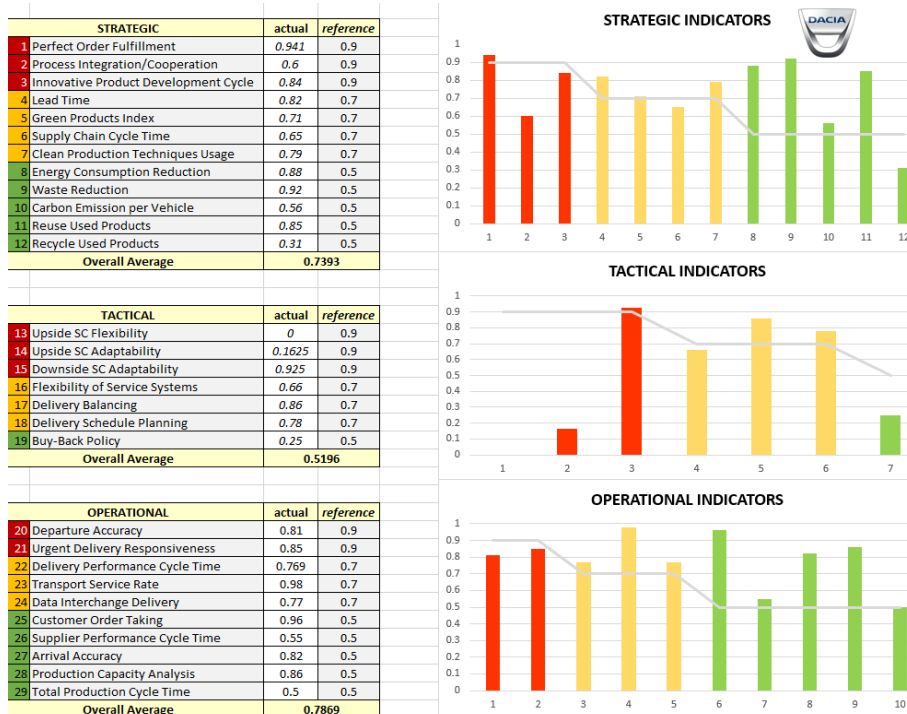 STRATEGIC actual reference
1 Perfect Order Fulfillment 0.941 0.9
2 Process Integration/Cooperation 0.6 0.9
3 Innovative Product Development Cycle 0.84 0.9
4 Lead Time 0.82 0.7
5 Green Products Index 0.71 0.7
6 Supply Chain Cycle Time 0.65 0.7
7 Clean Production Techniques Usage 0.79 0.7
8 Energy Consumption Reduction 0.88 0.5
9 Waste Reduction 0.92 0.5
10 Carbon Emission per Vehicle 0.56 0.5
11 Reuse Used Products 0.85 0.5
12 Recycle Used Products 0.31 0.5
Overall Average 0.7393
STRATEGIC INDICATORS
DACIA
1
0.9
0.8
0.7
0.6
0.5
0.4
0.3
0.2
0.1
0
1 2 3 4 5 6 7 8 9 10 11 12
TACTICAL actual reference
13 Upside SC Flexibility 0 0.9
14 Upside SC Adaptability 0.1625 0.9
15 Downside SC Adaptability 0.925 0.9
16 Flexibility of Service Systems 0.66 0.7
17 Delivery Balancing 0.86 0.7
18 Delivery Schedule Planning 0.78 0.7
19 Buy-Back Policy 0.25 0.5
Overall Average 0.5196
TACTICAL INDICATORS
1
0.9
0.8
0.7
0.6
0.5
0.4
0.3
0.2
0.1
0
1 2 3 4 5 6 7
OPERATIONAL actual reference
20 Departure Accuracy 0.81 0.9
21 Urgent Delivery Responsiveness 0.85 0.9
22 Delivery Performance Cycle Time 0.769 0.7
23 Transport Service Rate 0.98 0.7
24 Data Interchange Delivery 0.77 0.7
25 Customer Order Taking 0.96 0.5
26 Supplier Performance Cycle Time 0.55 0.5
27 Arrival Accuracy 0.82 0.5
28 Production Capacity Analysis 0.86 0.5
29 Total Production Cycle Time 0.5 0.5
Overall Average 0.7869
OPERATIONAL INDICATORS
1
0.9
0.8
0.7
0.6
0.5
0.4
0.3
0.2
0.1
0
1 2 3 4 5 6 7 8 9 10